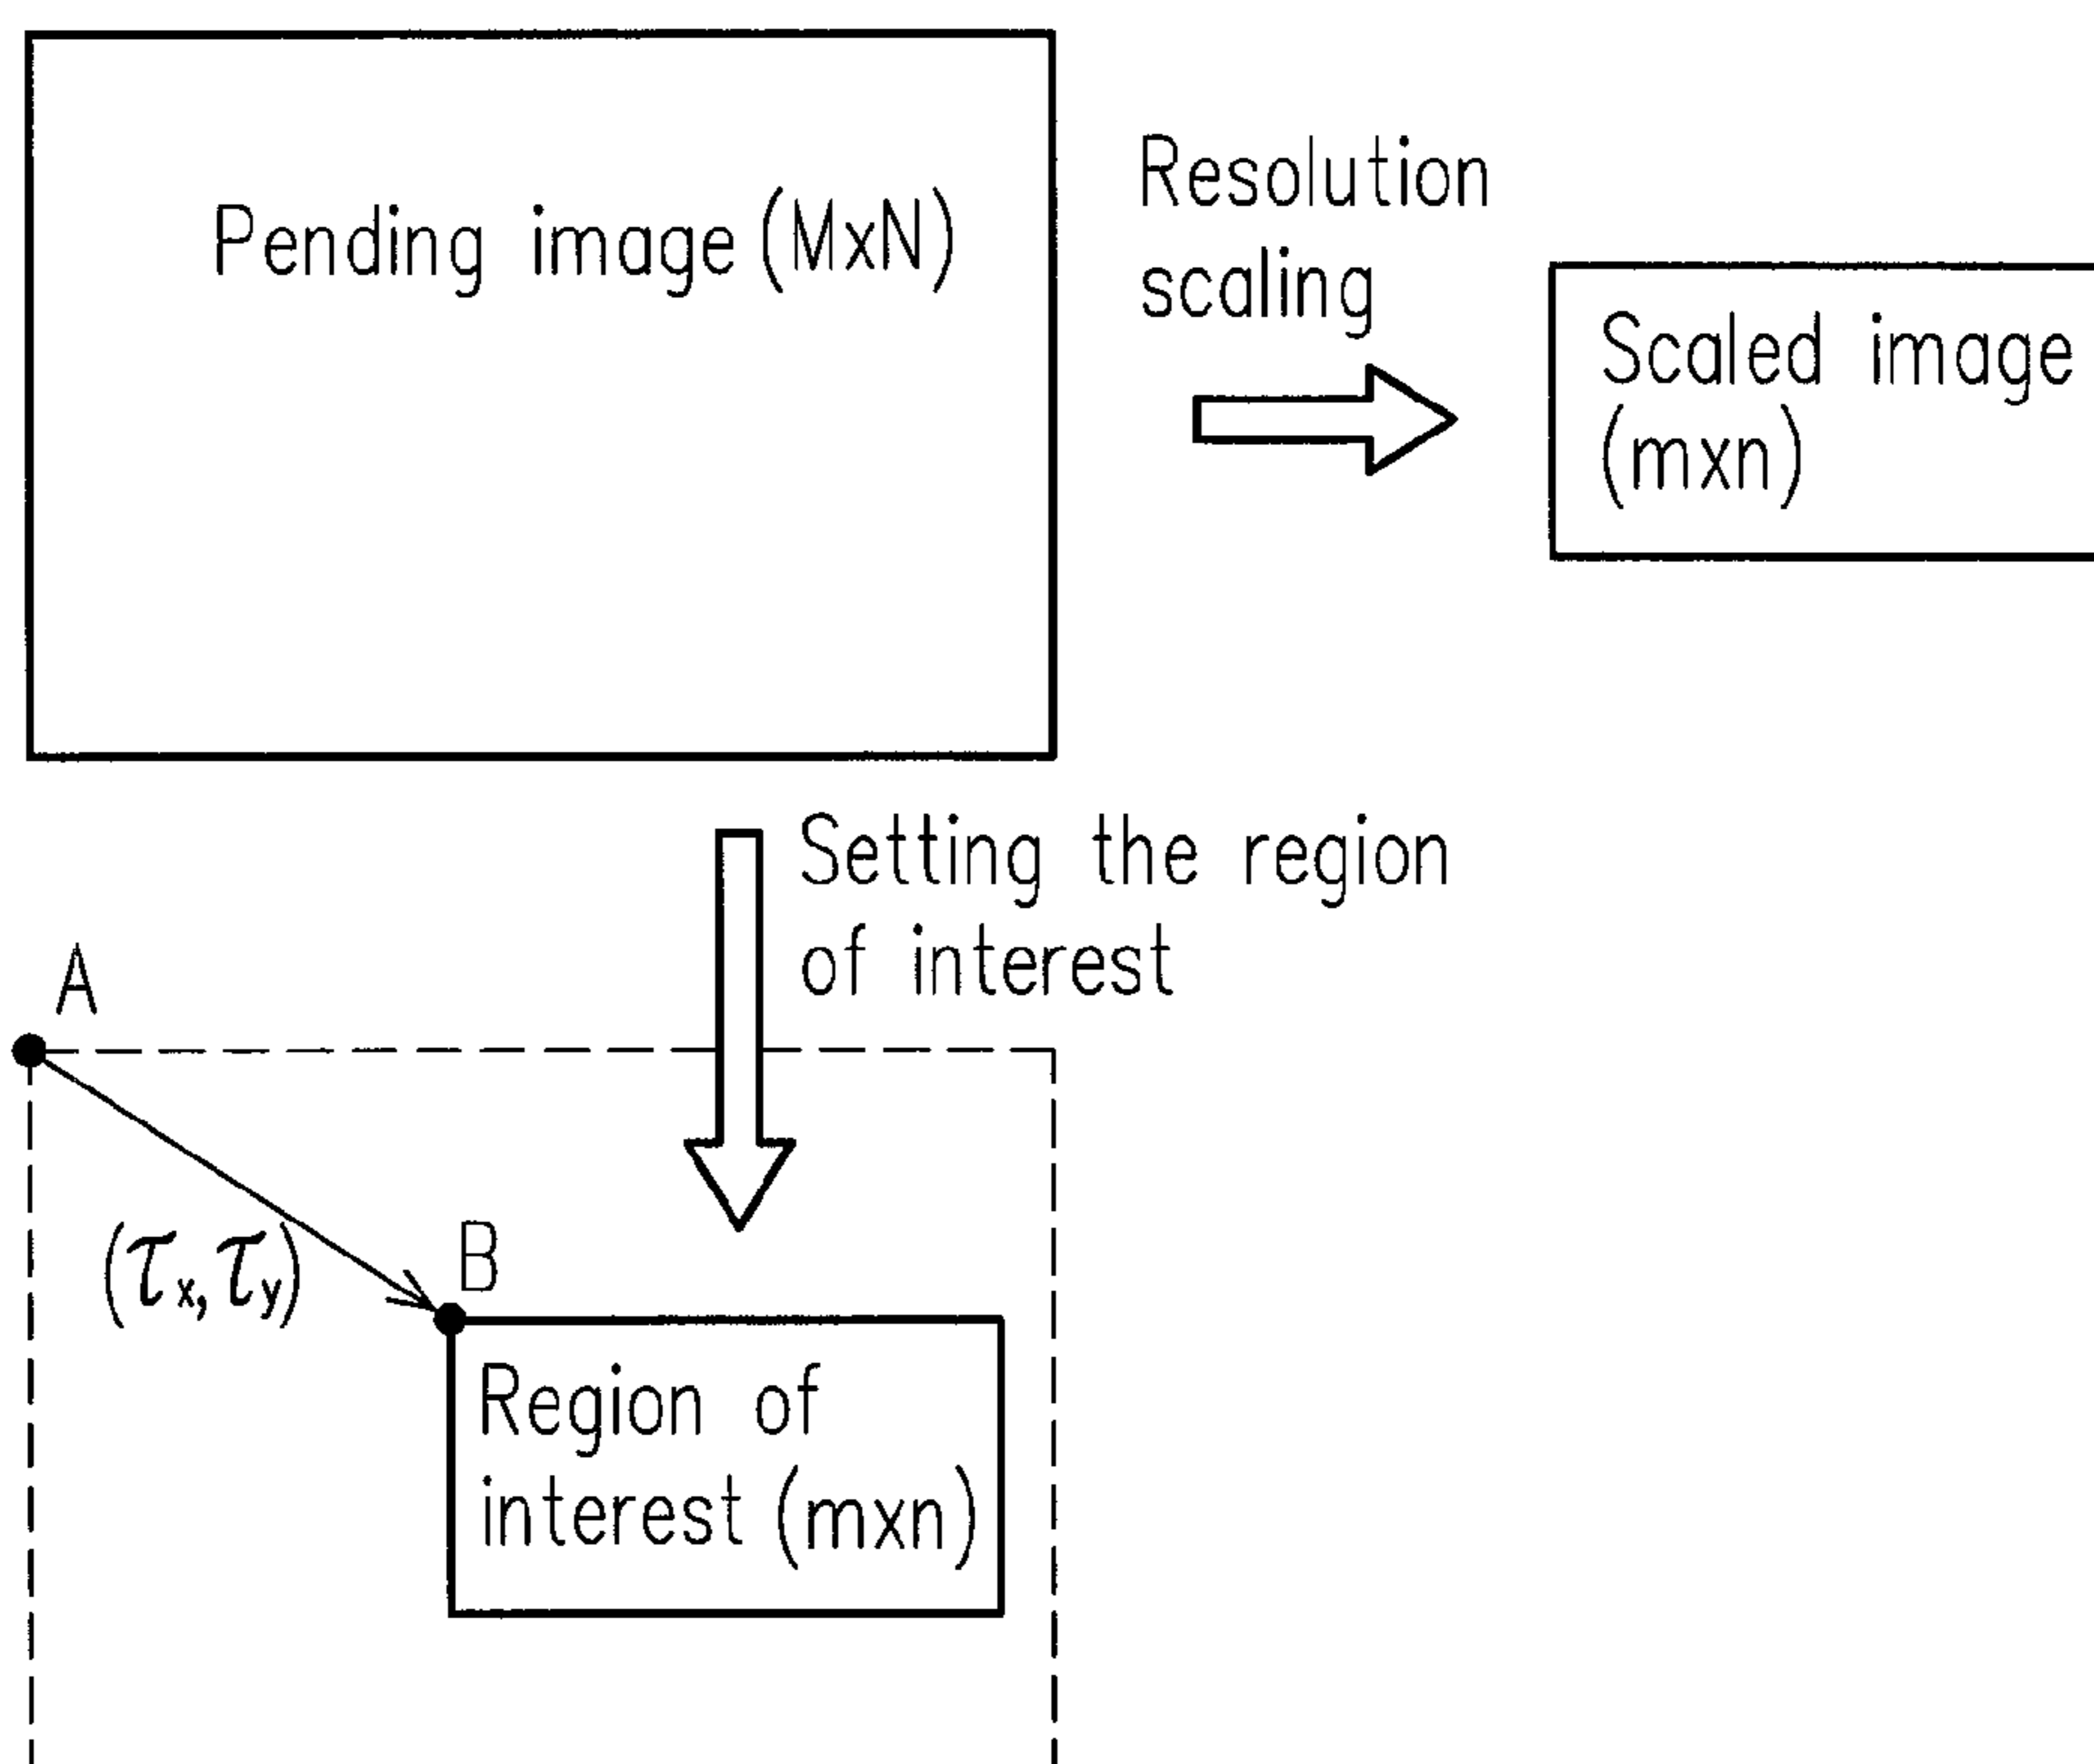 Pending image (MxN)
Resolution
scaling
Scaled image
(mxn)
Setting the region
of interest
A
(τx,τy)
B
Region of
interest (mxn)